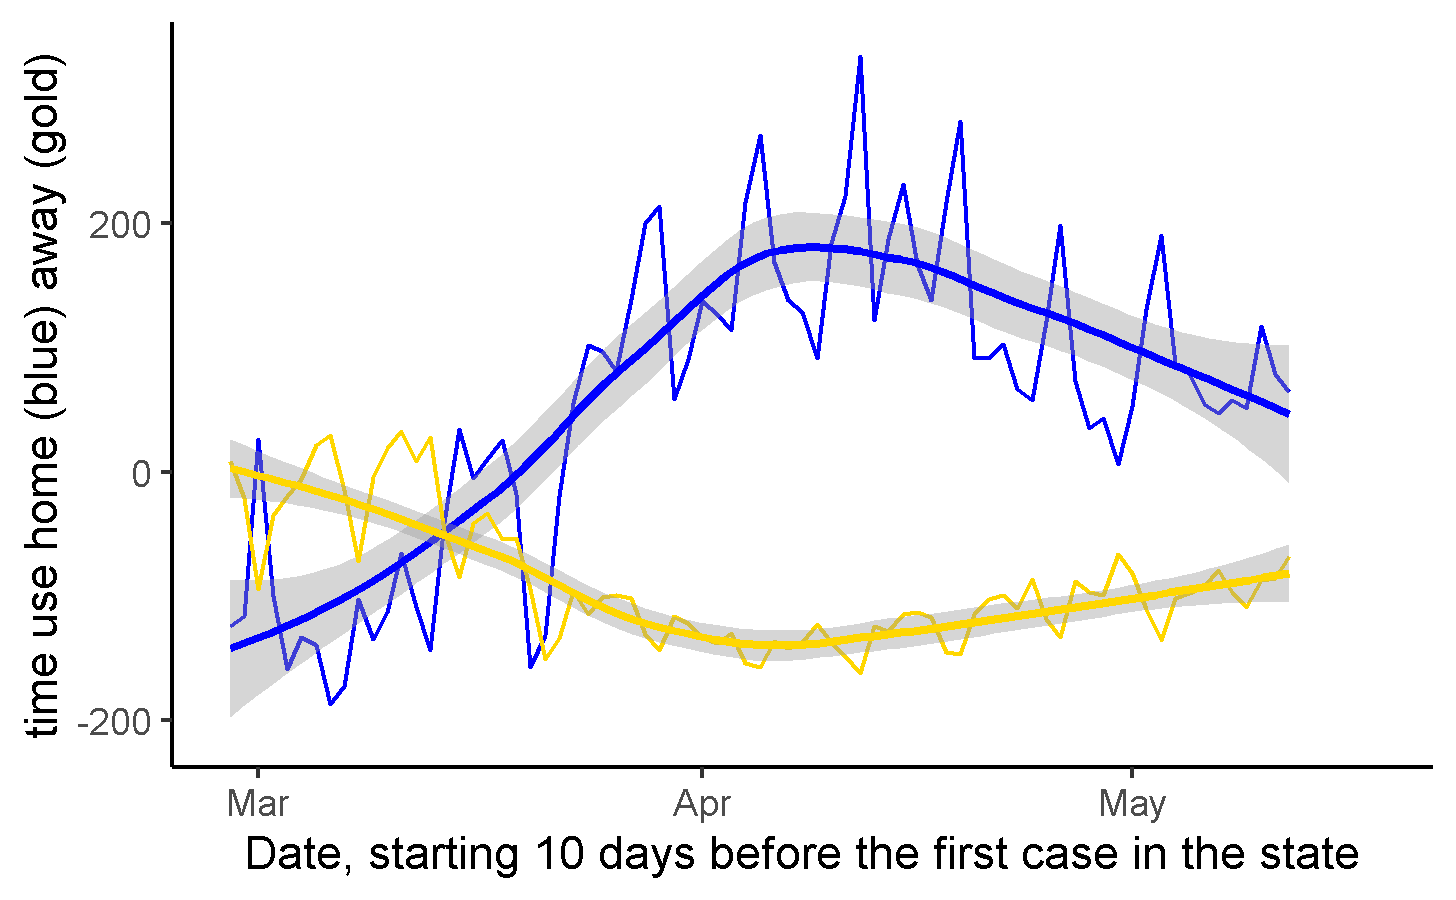 time use home (blue) away (gold)
200
0
-200
Mar
Apr
May
Date, starting 10 days before the first case in the state